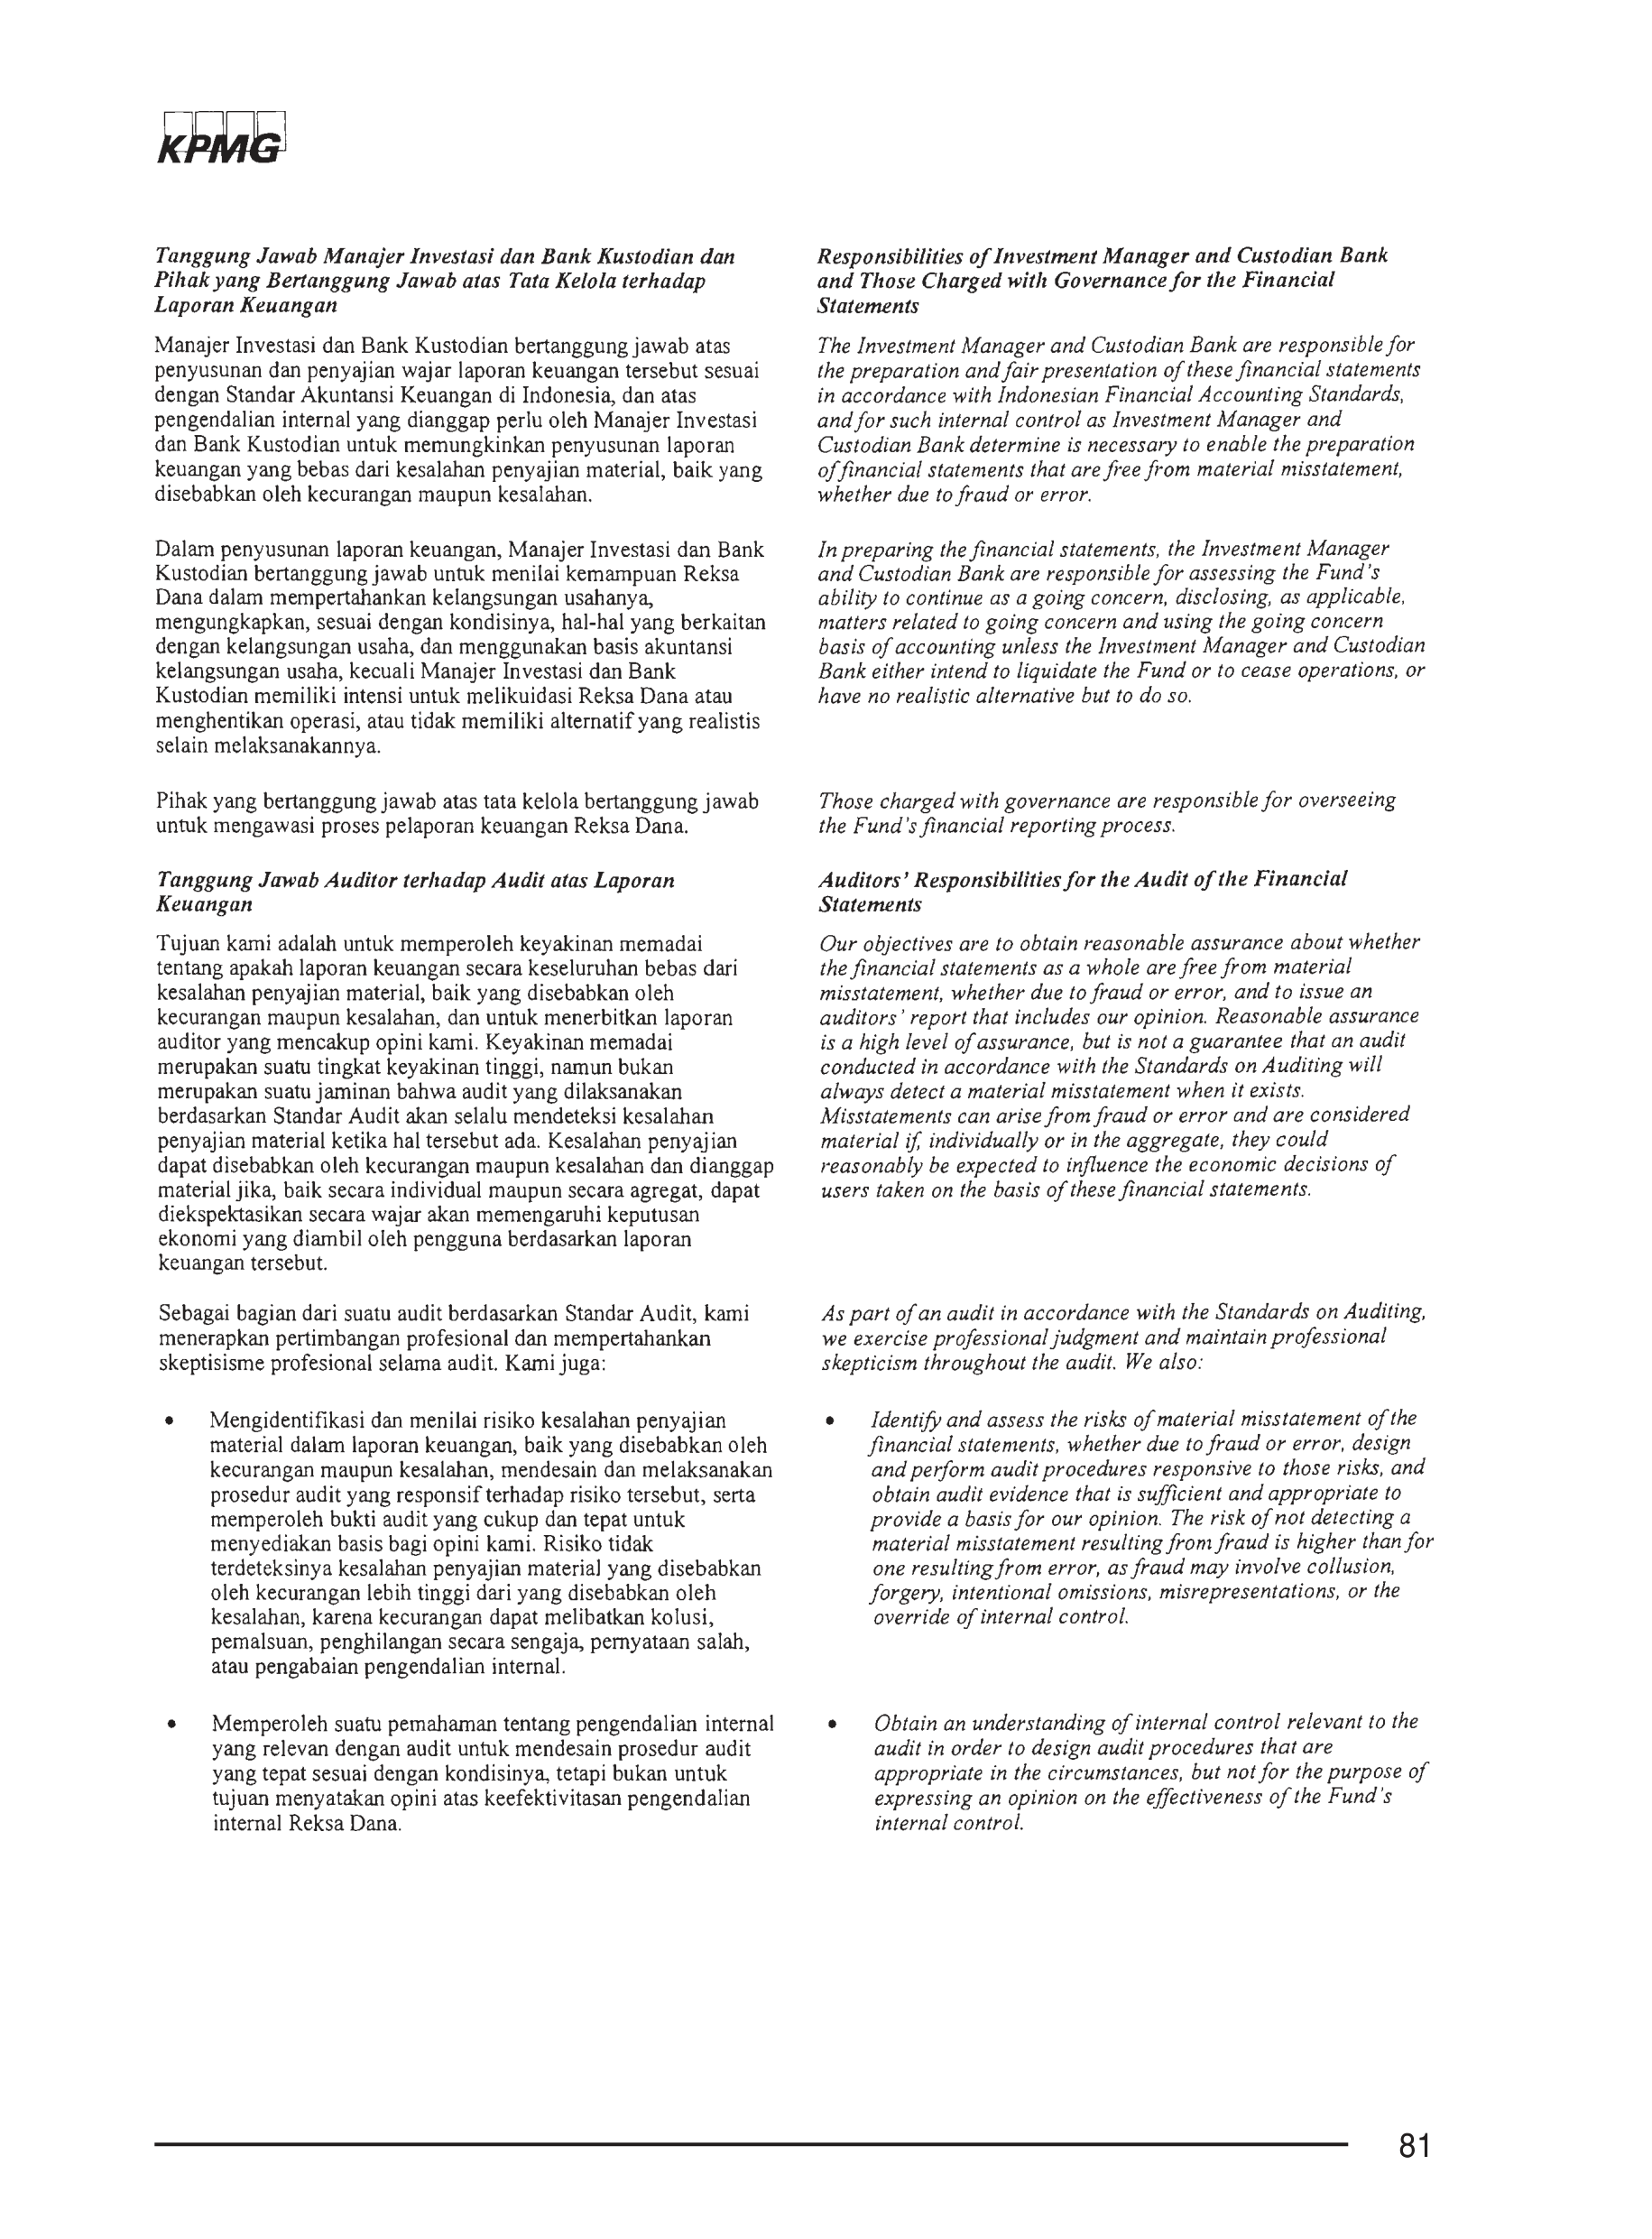 KPMG
Tanggung Jawab Manajer Investasi dan Bank Kustodian dan
Pihak yang Bertanggung Jawab atas Tata Kelola terhadap
Laporan Keuangan
Manajer Investasi dan Bank Kustodian bertanggung jawab atas
penyusunan dan penyajian wajar laporan keuangan tersebut sesuai
dengan Standar Akuntansi Keuangan di Indonesia, dan atas
pengendalian internal yang dianggap perlu oleh Manajer Investasi
dan Bank Kustodian untuk memungkinkan penyusunan laporan
keuangan yang bebas dari kesalahan penyajian material, baik yang
disebabkan oleh kecurangan maupun kesalahan.
Dalam penyusunan laporan keuangan, Manajer Investasi dan Bank
Kustodian bertanggung jawab untuk menilai kemampuan Reksa
Dana dalam mempertahankan kelangsungan usahanya,
mengungkapkan, sesuai dengan kondisinya, hal-hal yang berkaitan
dengan kelangsungan usaha, dan menggunakan basis akuntansi
kelangsungan usaha, kecuali Manajer Investasi dan Bank
Kustodian memiliki intensi untuk melikuidasi Reksa Dana atau
menghentikan operasi, atau tidak memiliki alternatif yang realistis
selain melaksanakannya.
Pihak yang bertanggung jawab atas tata kelola bertanggung jawab
untuk mengawasi proses pelaporan keuangan Reksa Dana.
Tanggung Jawab Auditor terhadap Audit atas Laporan
Keuangan
Tujuan kami adalah untuk memperoleh keyakinan memadai
tentang apakah laporan keuangan secara keseluruhan bebas dari
kesalahan penyajian material, baik yang disebabkan oleh
kecurangan maupun kesalahan, dan untuk menerbitkan laporan
auditor yang mencakup opini kami. Keyakinan memadai
merupakan suatu tingkat keyakinan tinggi, namun bukan
merupakan suatu jaminan bahwa audit yang dilaksanakan
berdasarkan Standar Audit akan selalu mendeteksi kesalahan
penyajian material ketika hal tersebut ada. Kesalahan penyajian
dapat disebabkan oleh kecurangan maupun kesalahan dan dianggap
material jika, baik secara individual maupun secara agregat, dapat
diekspektasikan secara wajar akan memengaruhi keputusan
ekonomi yang diambil oleh pengguna berdasarkan laporan
keuangan tersebut.
Sebagai bagian dari suatu audit berdasarkan Standar Audit, kami
menerapkan pertimbangan profesional dan mempertahankan
skeptisisme profesional selama audit. Kami juga:
• Mengidentifikasi dan menilai risiko kesalahan penyajian
material dalam laporan keuangan, baik yang disebabkan oleh
kecurangan maupun kesalahan, mendesain dan melaksanakan
prosedur audit yang responsif terhadap risiko tersebut, serta
memperoleh bukti audit yang cukup dan tepat untuk
menyediakan basis bagi opini kami. Risiko tidak
terdeteksinya kesalahan penyajian material yang disebabkan
oleh kecurangan lebih tinggi dari yang disebabkan oleh
kesalahan, karena kecurangan dapat melibatkan kolusi,
pemalsuan, penghilangan secara sengaja, pernyataan salah,
atau pengabaian pengendalian internal.
• Memperoleh suatu pemahaman tentang pengendalian internal
yang relevan dengan audit untuk mendesain prosedur audit
yang tepat sesuai dengan kondisinya, tetapi bukan untuk
tujuan menyatakan opini atas keefektivitasan pengendalian
internal Reksa Dana.
Responsibilities of Investment Manager and Custodian Bank
and Those Charged with Governance for the Financial
Statements
The Investment Manager and Custodian Bank are responsible for
the preparation and fair presentation of these financial statements
in accordance with Indonesian Financial Accounting Standards,
and for such internal control as Investment Manager and
Custodian Bank determine is necessary to enable the preparation
of financial statements that are free from material misstatement,
whether due to fraud or error.
In preparing the financial statements, the Investment Manager
and Custodian Bank are responsible for assessing the Fund's
ability to continue as a going concern, disclosing, as applicable,
matters related to going concern and using the going concern
basis of accounting unless the Investment Manager and Custodian
Bank either intend to liquidate the Fund or to cease operations, or
have no realistic alternative but to do so.
Those charged with governance are responsible for overseeing
the Fund's financial reporting process.
Auditors' Responsibilities for the Audit of the Financial
Statements
Our objectives are to obtain reasonable assurance about whether
the financial statements as a whole are free from material
misstatement, whether due to fraud or error, and to issue an
auditors' report that includes our opinion. Reasonable assurance
is a high level of assurance, but is not a guarantee that an audit
conducted in accordance with the Standards on Auditing will
always detect a material misstatement when it exists.
Misstatements can arise from fraud or error and are considered
material if, individually or in the aggregate, they could
reasonably be expected to influence the economic decisions of
users taken on the basis of these financial statements.
As part of an audit in accordance with the Standards on Auditing,
we exercise professional judgment and maintain professional
skepticism throughout the audit. We also:
• Identify and assess the risks of material misstatement of the
financial statements, whether due to fraud or error, design
and perform audit procedures responsive to those risks, and
obtain audit evidence that is sufficient and appropriate to
provide a basis for our opinion. The risk of not detecting a
material misstatement resulting from fraud is higher than for
one resulting from error, as fraud may involve collusion,
forgery, intentional omissions, misrepresentations, or the
override of internal control.
• Obtain an understanding of internal control relevant to the
audit in order to design audit procedures that are
appropriate in the circumstances, but not for the purpose of
expressing an opinion on the effectiveness of the Fund's
internal control.
81